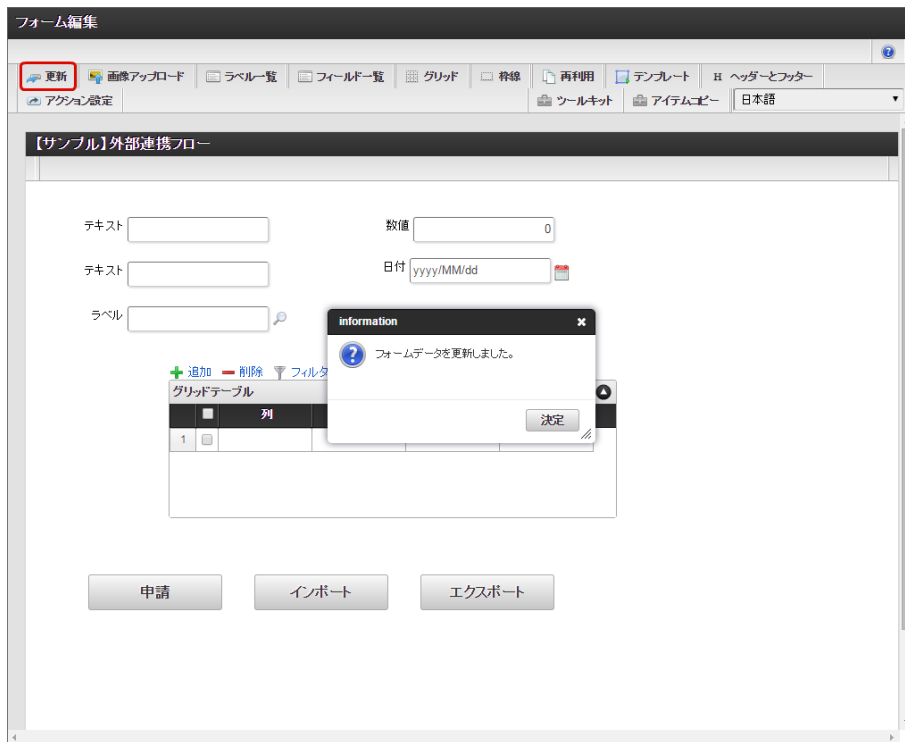 フォーム編集
更新 画像アップロード ラベル一覧 フィールド一覧 グリッド 枠線 再利用 テンプレート H ヘッダーとフッター
アクション設定 ツールキット アイテムコピー 日本語
【サンプル】外部連携フロー
テキスト 数値 0
テキスト 日付 yyyy/MM/dd
ラベル
information
フォームデータを更新しました。
決定
追加 削除 フィルタ
グリッドテーブル
列
1
申請 インポート エクスポート